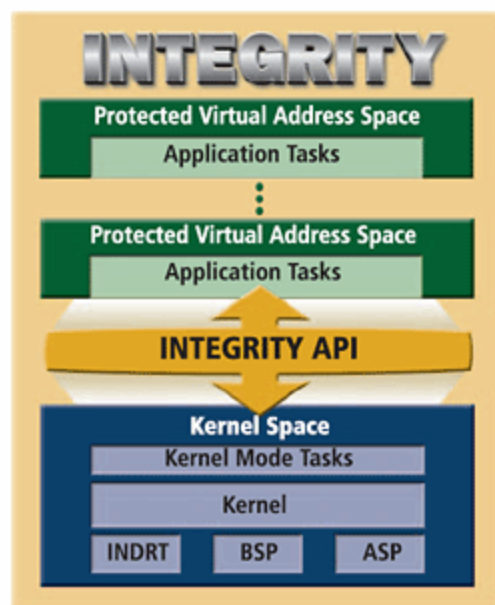 INTEGRITY
Protected Virtual Address Space
Application Tasks
Protected Virtual Address Space
Application Tasks
INTEGRITY API
Kernel Space
Kernel Mode Tasks
Kernel
INDRT BSP ASP